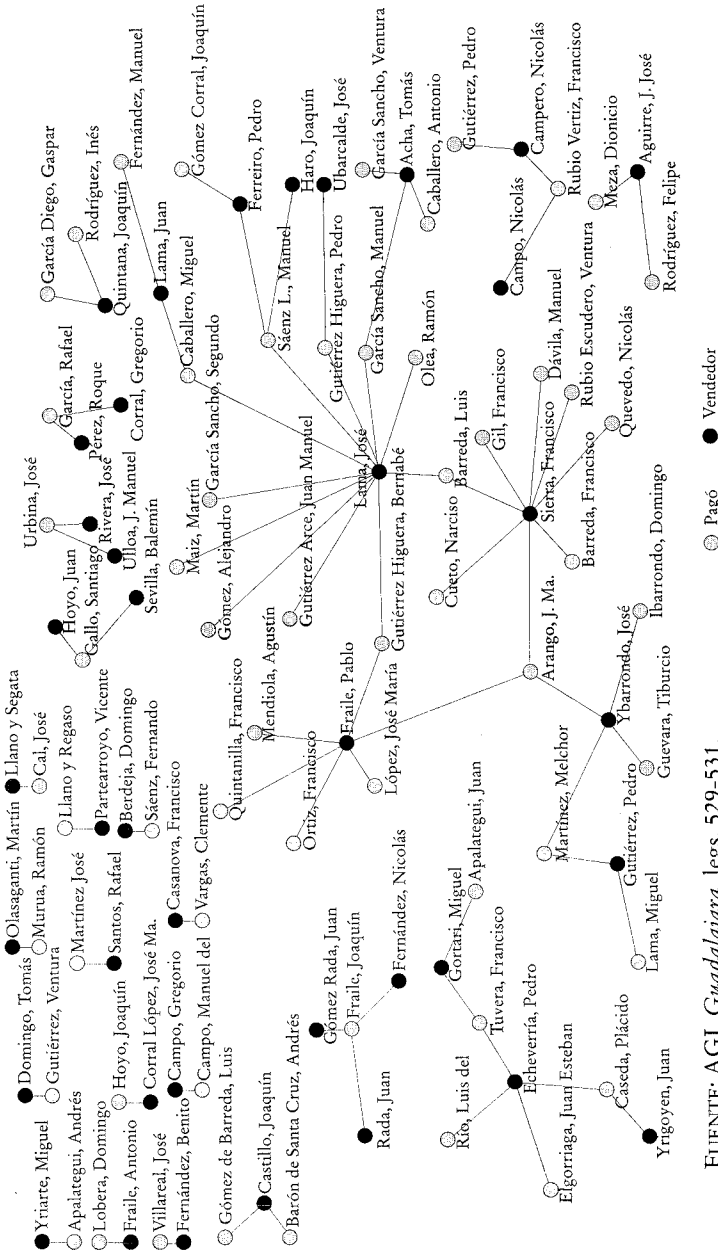 Yriarte, Miguel
Apalategui, Andrés
Lobera, Domingo
Fraile, Antonio
Villareal, José
Fernández, Benito
Domingo, Tomás
Gutiérrez, Ventura
Hoyo, Joaquín
Corral López, José Ma.
Campo, Gregorio
Campo, Manuel del
Olasaganti, Martín
Murua, Ramón
Martínez José
Santos, Rafael
Casanova, Francisco
Vargas, Clemente
Llano y Segata
Cal, José
Llano y Regaso
Partearroyo, Vicente
Berdeja, Domingo
Sáenz, Fernando
Gómez de Barreda, Luis
Castillo, Joaquín
Barón de Santa Cruz, Andrés
Hoyo, Juan
Gallo, Santiago
Sevilla, Balemín
Urbina, José
Rivera, José
Ulloa, J. Manuel
García, Rafael
Pérez, Roque
Corral, Gregorio
García Diego, Gaspar
Rodríguez, Inés
Quintana, Joaquín
Fernández, Manuel
Lama, Juan
Caballero, Miguel
Gómez Corral, Joaquín
Ferreiro, Pedro
Sáenz L., Manuel
Haro, Joaquín
Ubarcalde, José
Gutiérrez Higuera, Pedro
García Sancho, Ventura
Acha, Tomás
García Sancho, Manuel
Caballero, Antonio
Olea, Ramón
García Sancho, Segundo
Maiz, Martín
Gómez, Alejandro
Gutiérrez Arce, Juan Manuel
Lama, José
Gutiérrez Higuera, Bernabé
Quintanilla, Francisco
Mendiola, Agustín
Ortiz, Francisco
Fraile, Pablo
López, José María
Gómez Rada, Juan
Fraile, Joaquín
Rada, Juan
Fernández, Nicolás
Barreda, Luis
Cueto, Narciso
Gil, Francisco
Sierra, Francisco
Dávila, Manuel
Rubio Escudero, Ventura
Quevedo, Nicolás
Barreda, Francisco
Arango, J. Ma.
Gutiérrez, Pedro
Campero, Nicolás
Campo, Nicolás
Rubio Vertiz, Francisco
Meza, Dionicio
Aguirre, J. José
Rodríguez, Felipe
Apalategui, Juan
Gortari, Miguel
Tuvera, Francisco
Río, Luis del
Echeverría, Pedro
Elgorriaga, Juan Esteban
Caseda, Plácido
Yrigoyen, Juan
Martínez, Melchor
Gutiérrez, Pedro
Lama, Miguel
Ybarrondo, José
Ibarrondo, Domingo
Guevara, Tiburcio
Pagó Vendedor
FUENTE: AGI, Guadalajara, legs. 529-531.